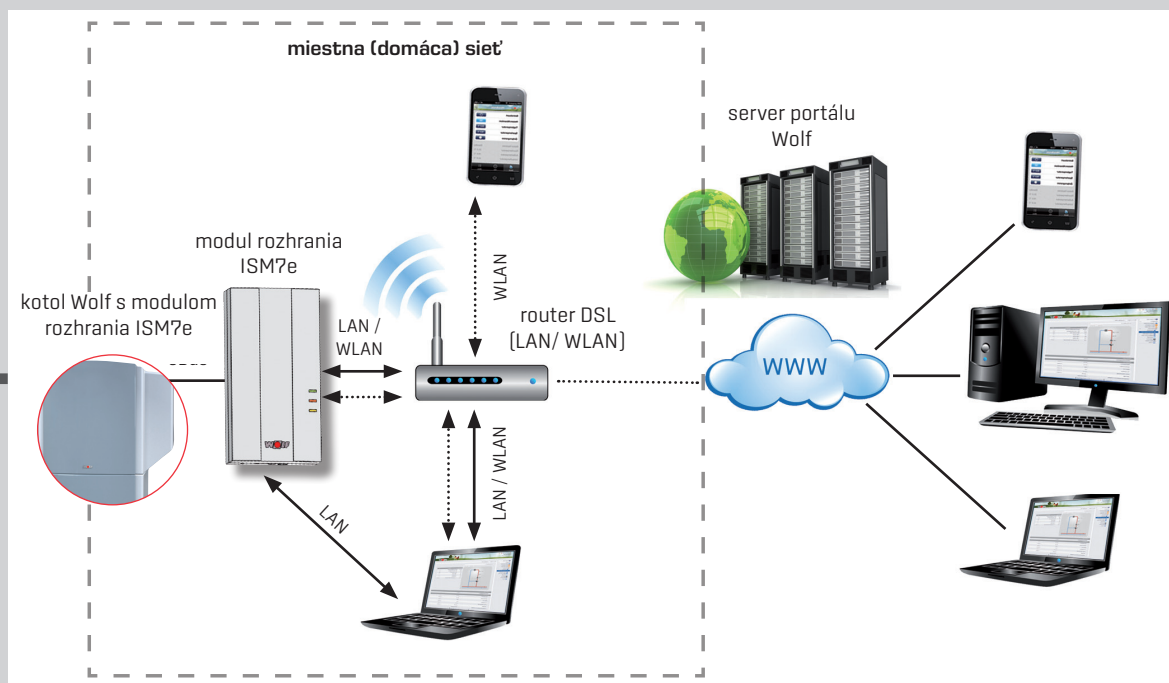 miestna (domáca) sieť
server portálu
Wolf
modul rozhrania
ISM7e
kotol Wolf s modulom
rozhrania ISM7e
WLAN
LAN /
WLAN
router DSL
(LAN/ WLAN)
WWW
WOLF
LAN / WLAN
LAN